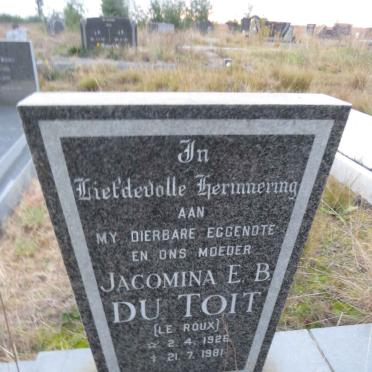 In
Liefdevolle Herinnering
AAN
MY DIERBARE EGGENOTE
EN ONS MOEDER
JACOMINA E. B.
DU TOIT
(LE ROUX)
☆ 2. 4. 1926
✝ 21. 7. 1981